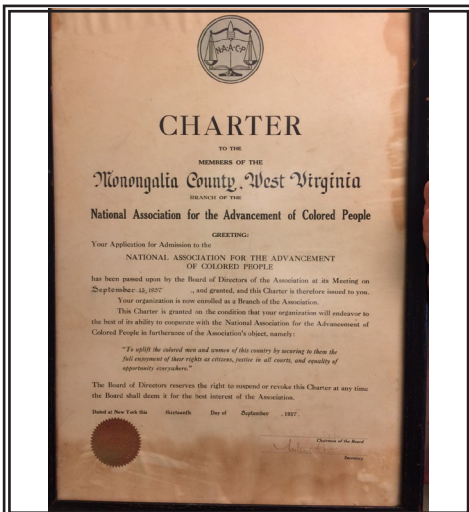 N·A·A·C·P
CHARTER
TO THE
MEMBERS OF THE
Monongalia County, West Virginia
BRANCH OF THE
National Association for the Advancement of Colored People
GREETING:
Your Application for Admission to the
NATIONAL ASSOCIATION FOR THE ADVANCEMENT
OF COLORED PEOPLE
has been passed upon by the Board of Directors of the Association at its Meeting on
September 13, 1937 ., and granted, and this Charter is therefore issued to you.
Your organization is now enrolled as a Branch of the Association.
This Charter is granted on the condition that your organization will endeavor to
the best of its ability to cooperate with the National Association for the Advancement of
Colored People in furtherance of the Association's object, namely:
"To uplift the colored men and women of this country by securing to them the
full enjoyment of their rights as citizens, justice in all courts, and equality of
opportunity everywhere."
The Board of Directors reserves the right to suspend or revoke this Charter at any time
the Board shall deem it for the best interest of the Association.
Dated at New York this thirteenth Day of September , 1937.
Chairman of the Board
Secretary